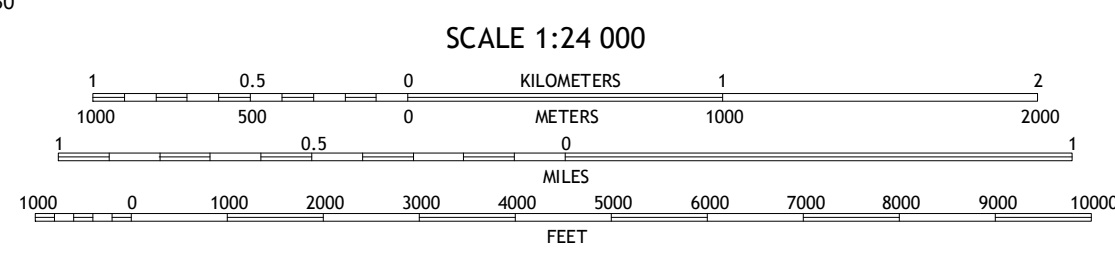 SCALE 1:24 000
1 0.5 0 KILOMETERS 1 2
1000 500 0 METERS 1000 2000
1 0.5 0 1
MILES
1000 0 1000 2000 3000 4000 5000 6000 7000 8000 9000 10000
FEET